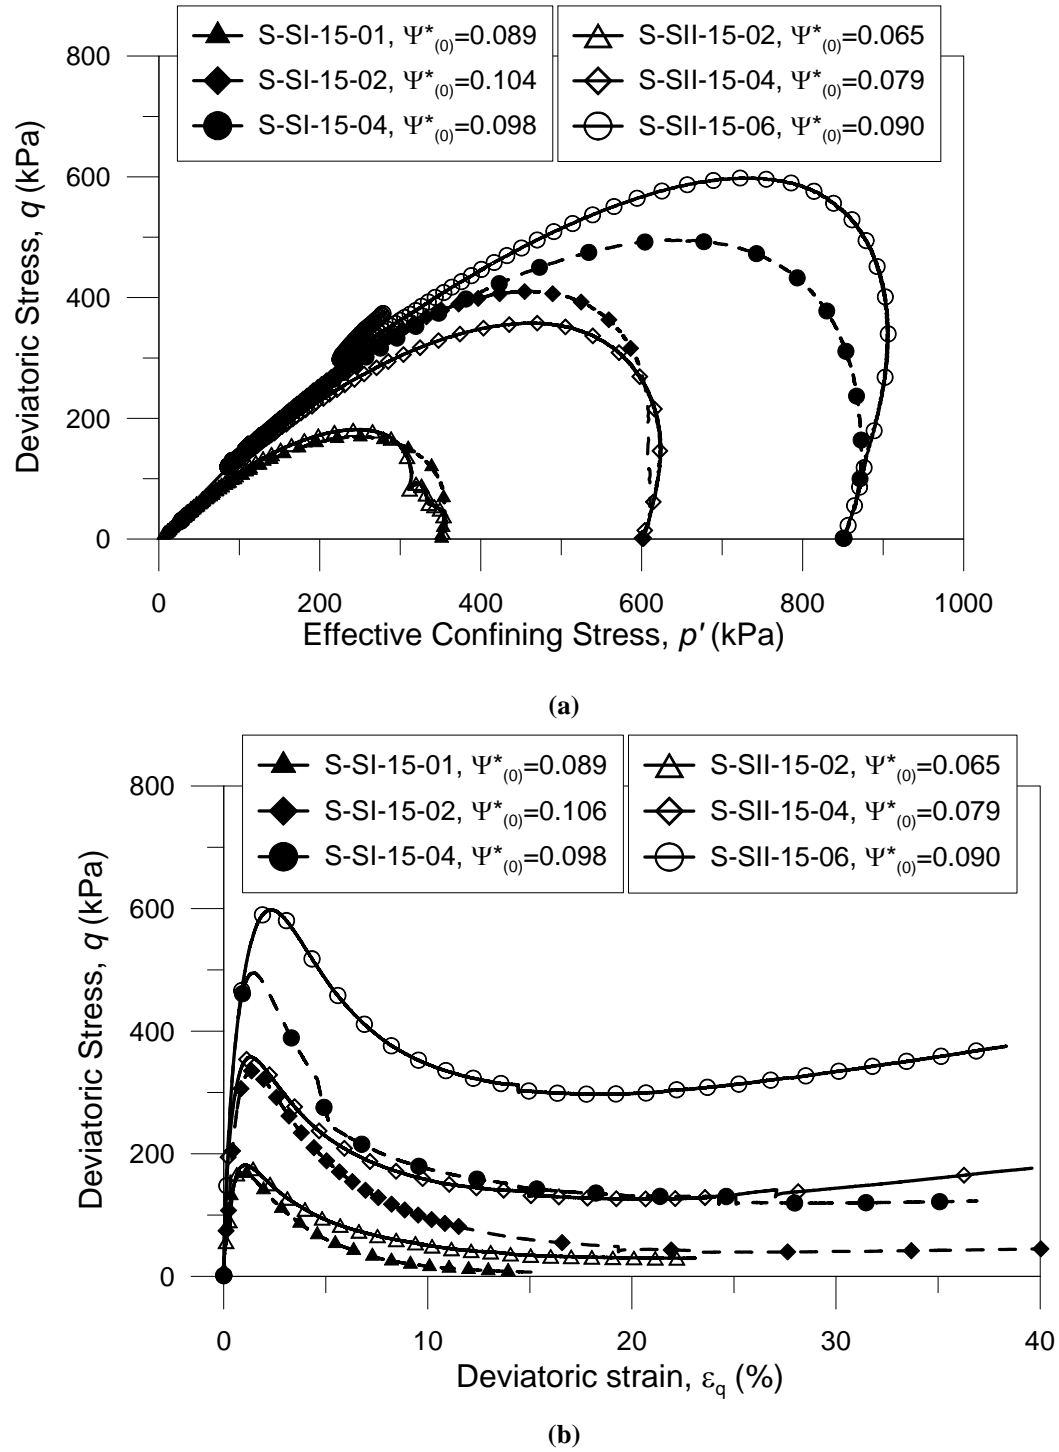 S-SI-15-01, Ψ*(0)=0.089
S-SI-15-02, Ψ*(0)=0.104
S-SI-15-04, Ψ*(0)=0.098
S-SII-15-02, Ψ*(0)=0.065
S-SII-15-04, Ψ*(0)=0.079
S-SII-15-06, Ψ*(0)=0.090
Deviatoric Stress, q (kPa)
800
600
400
200
0
0 200 400 600 800 1000
Effective Confining Stress, p' (kPa)
(a)
S-SI-15-01, Ψ*(0)=0.089
S-SI-15-02, Ψ*(0)=0.106
S-SI-15-04, Ψ*(0)=0.098
S-SII-15-02, Ψ*(0)=0.065
S-SII-15-04, Ψ*(0)=0.079
S-SII-15-06, Ψ*(0)=0.090
Deviatoric Stress, q (kPa)
800
600
400
200
0
0 10 20 30 40
Deviatoric strain, εq (%)
(b)